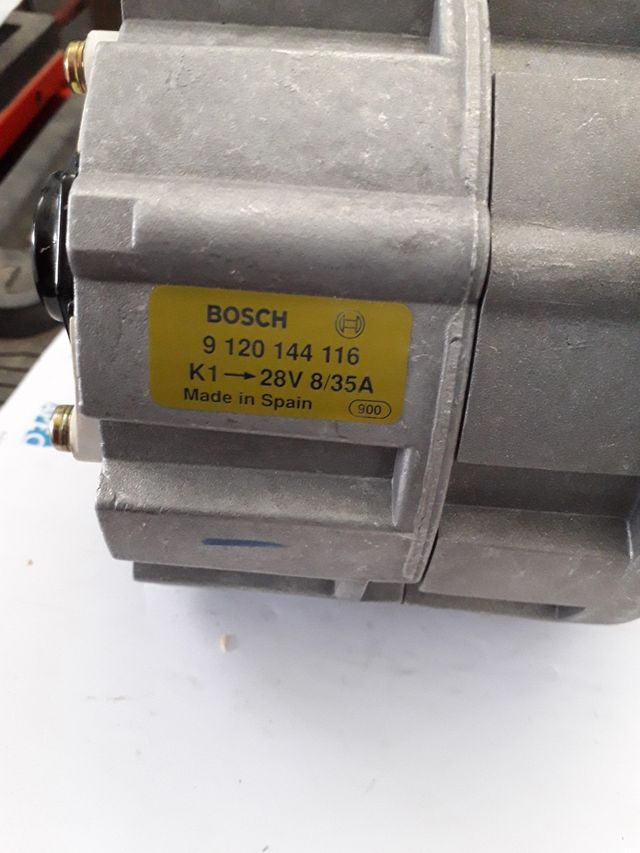 BOSCH
9 120 144 116
K1→28V 8/35A
Made in Spain
900